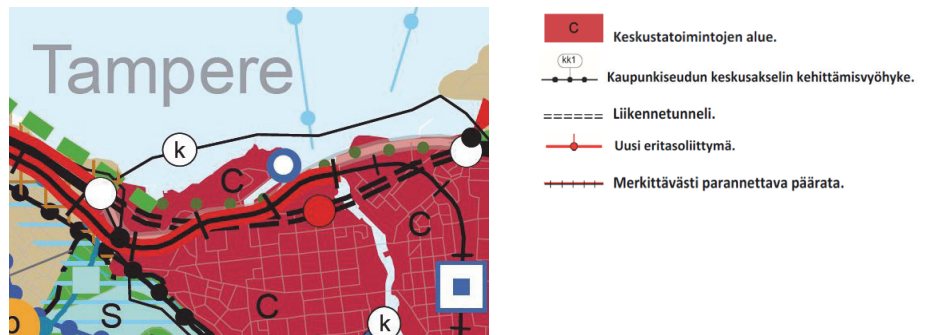 Tampere
k
C
C
C
S
k
p
C
Keskustatoimintojen alue.
kk1
Kaupunkiseudun keskusakselin kehittämisvyöhyke.
Liikennetunneli.
Uusi eritasoliittymä.
Merkittävästi parannettava päärata.